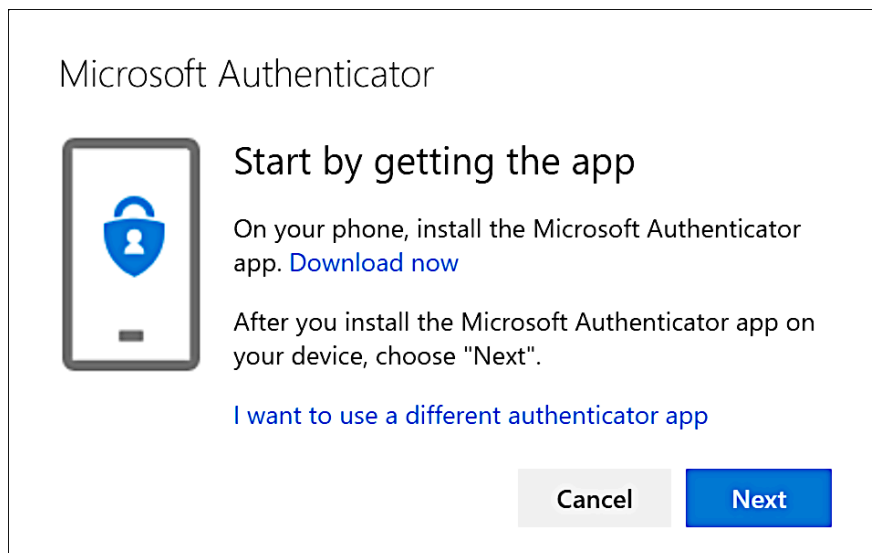 Microsoft Authenticator
Start by getting the app
On your phone, install the Microsoft Authenticator
app. Download now
After you install the Microsoft Authenticator app on
your device, choose "Next".
I want to use a different authenticator app
Cancel
Next